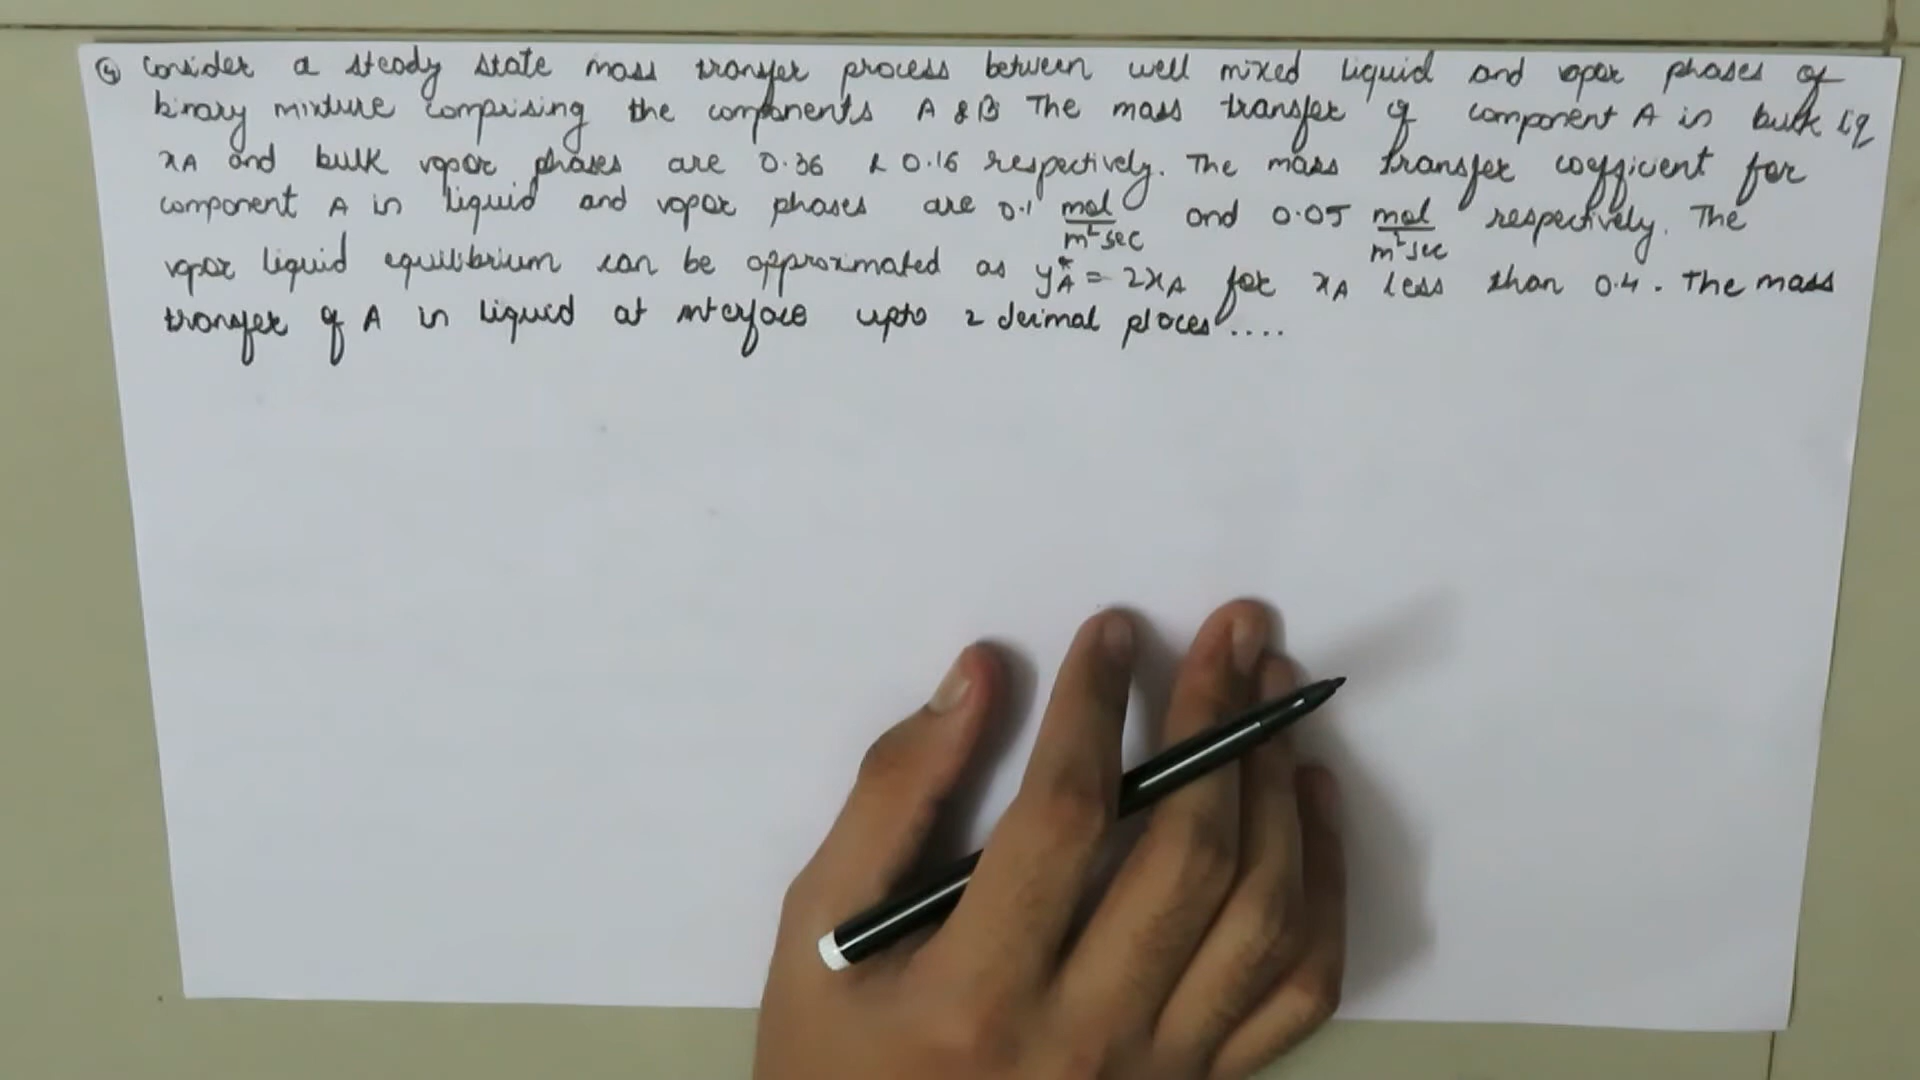 ④ Consider a steady state mass transfer process between well mixed liquid and vapor phases of
binary mixture comprising the components A & B The mass transfer of component A in bulk liq
xA and bulk vapor phases are 0.36 & 0.16 respectively. The mass transfer coefficient for
component A in liquid and vapor phases are 0.1 mol/m²sec and 0.05 mol/m²sec respectively. The
vapor liquid equilibrium can be approximated as y*A = 2xA for xA less than 0.4. The mass
transfer of A in liquid at interface upto 2 decimal places ....